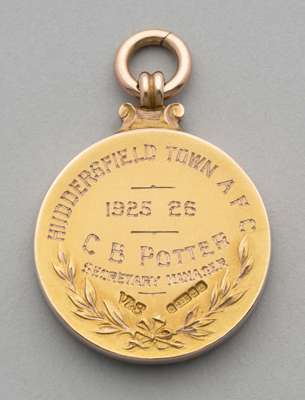 HUDDERSFIELD TOWN A F C
1925 26
C B POTTER
SECRETARY MANAGER
V&S